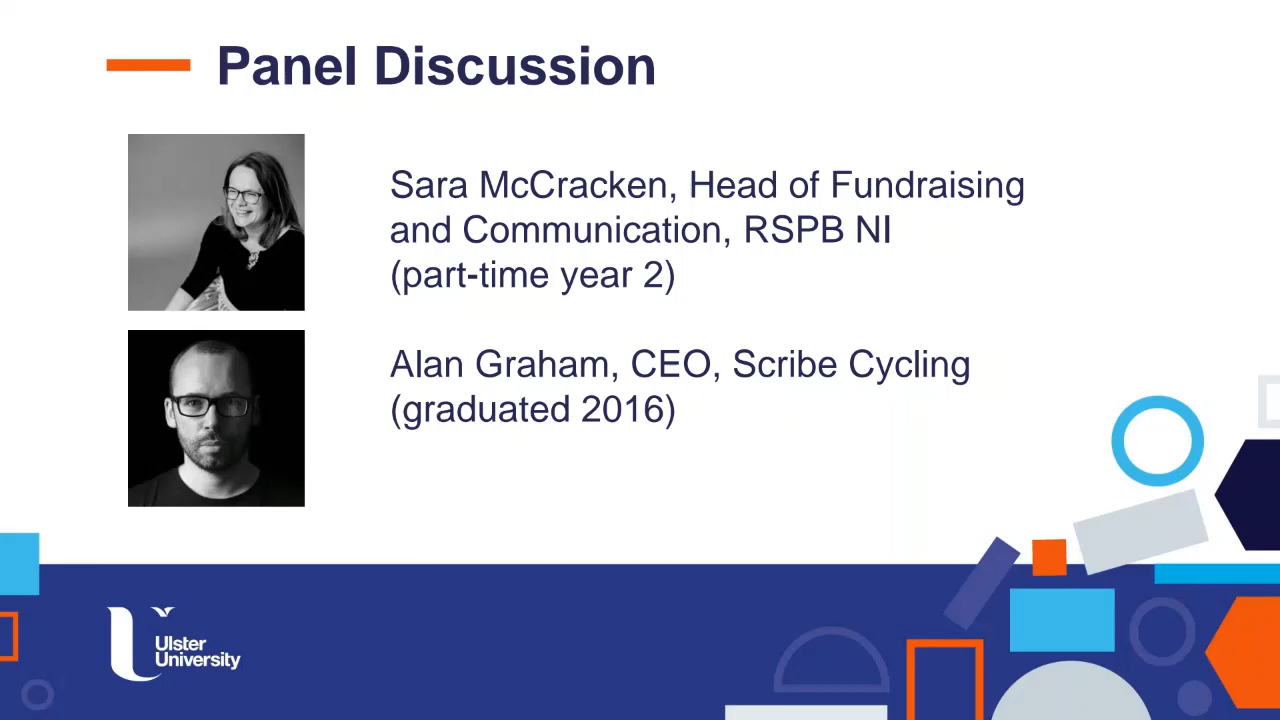 Panel Discussion
Sara McCracken, Head of Fundraising
and Communication, RSPB NI
(part-time year 2)
Alan Graham, CEO, Scribe Cycling
(graduated 2016)
Ulster
University